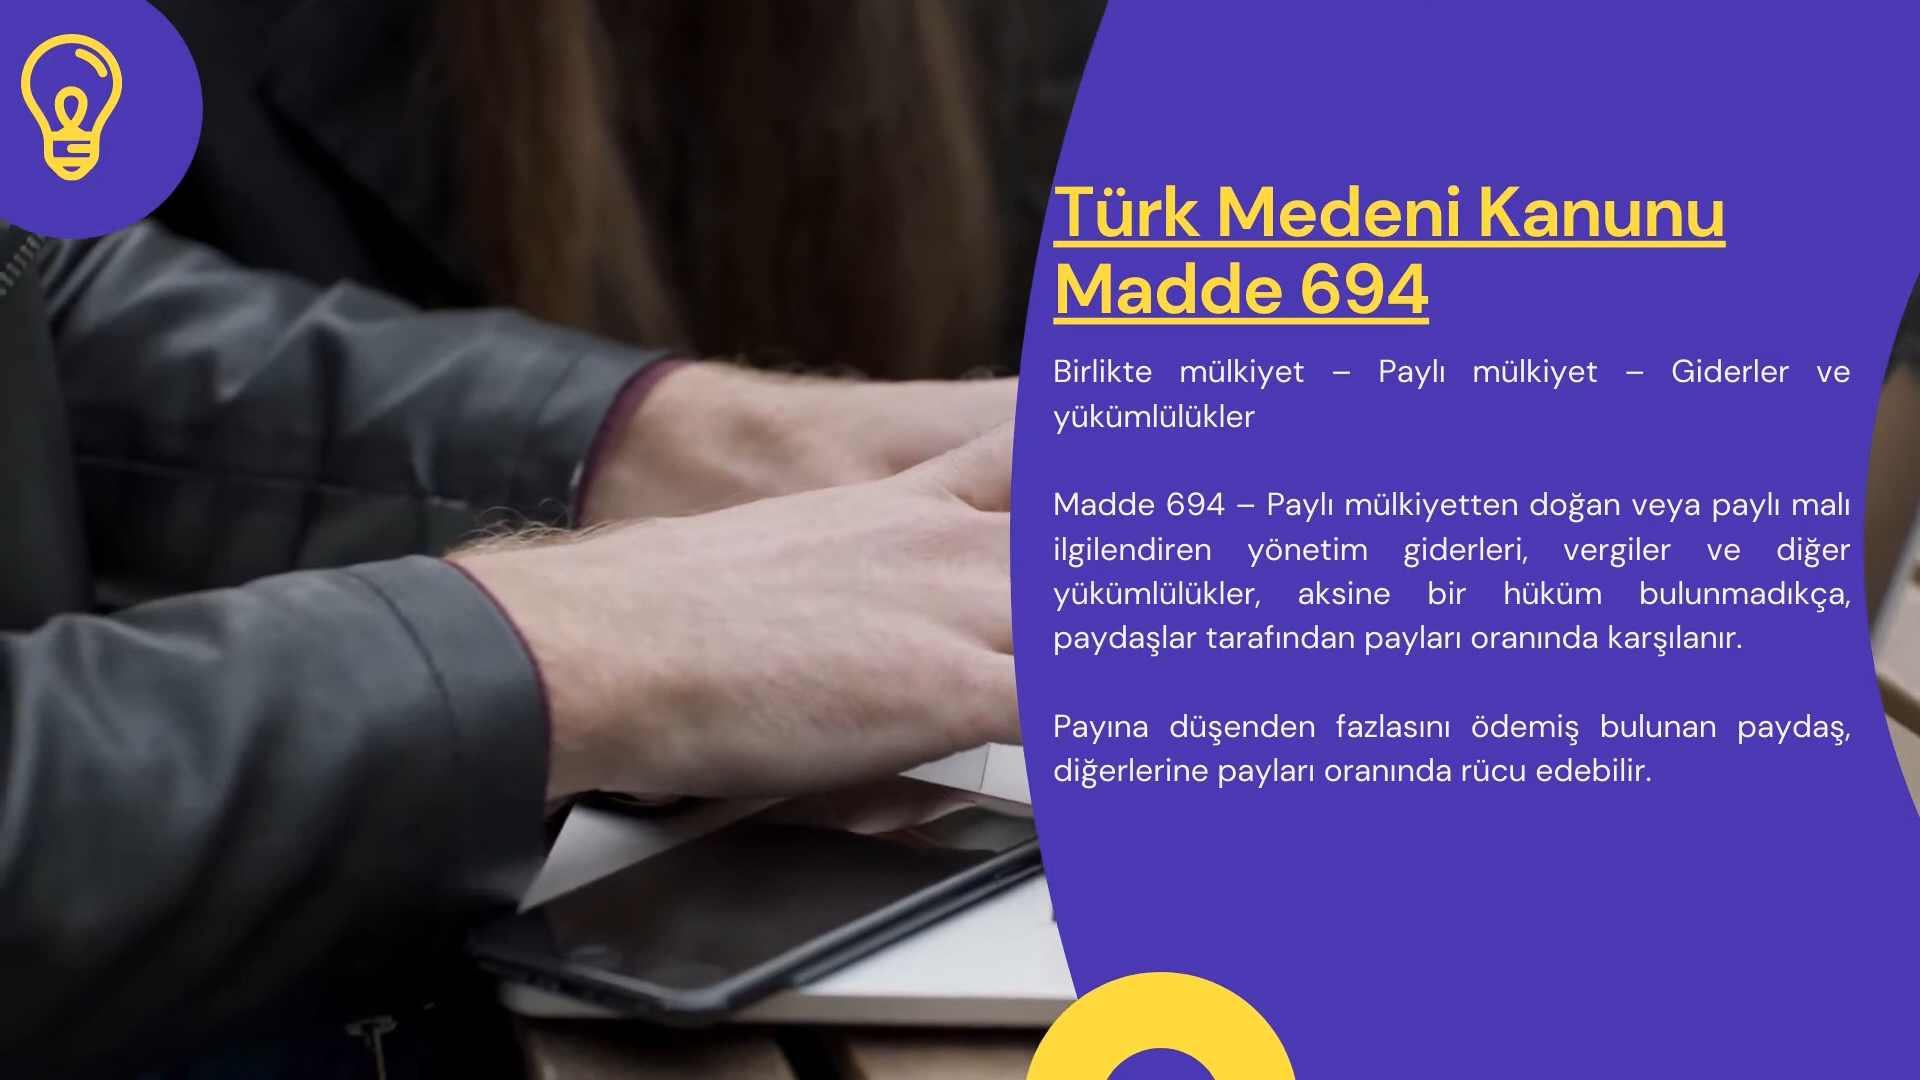 Türk Medeni Kanunu
Madde 694
Birlikte mülkiyet – Paylı mülkiyet – Giderler ve
yükümlülükler
Madde 694 – Paylı mülkiyetten doğan veya paylı malı
ilgilendiren yönetim giderleri, vergiler ve diğer
yükümlülükler, aksine bir hüküm bulunmadıkça,
paydaşlar tarafından payları oranında karşılanır.
Payına düşenden fazlasını ödemiş bulunan paydaş,
diğerlerine payları oranında rücu edebilir.